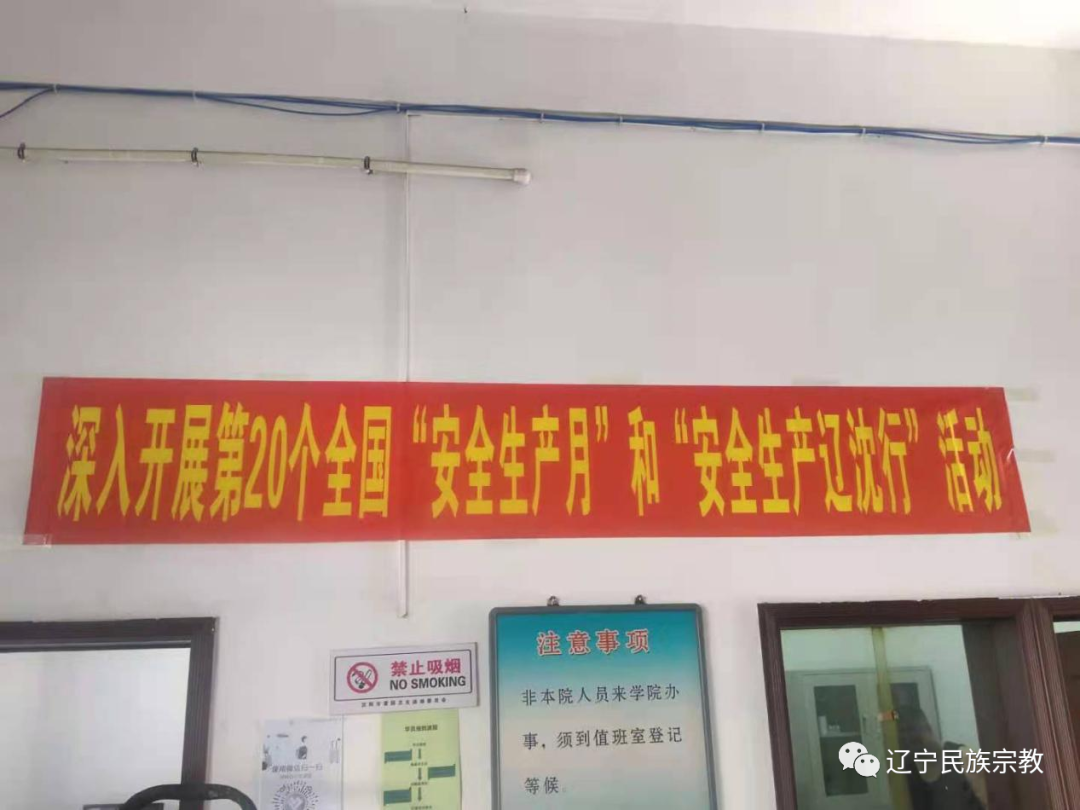 深入开展第20个全国“安全生产月”和“安全生产辽沈行”活动
禁止吸烟
NO SMOKING
注意事项
非本院人员来学院办
事，须到值班室登记
等候。
辽宁民族宗教